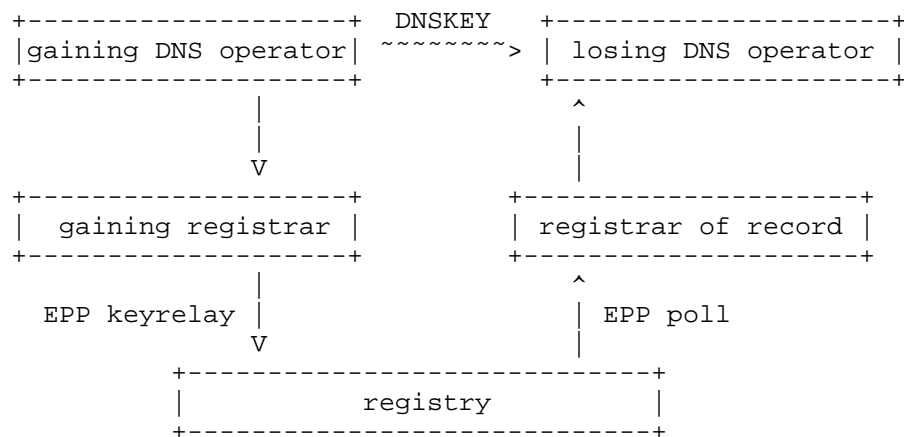 DNSKEY
gaining DNS operator ~~~~~~~~> losing DNS operator
V
gaining registrar registrar of record
EPP keyrelay EPP poll
V
registry